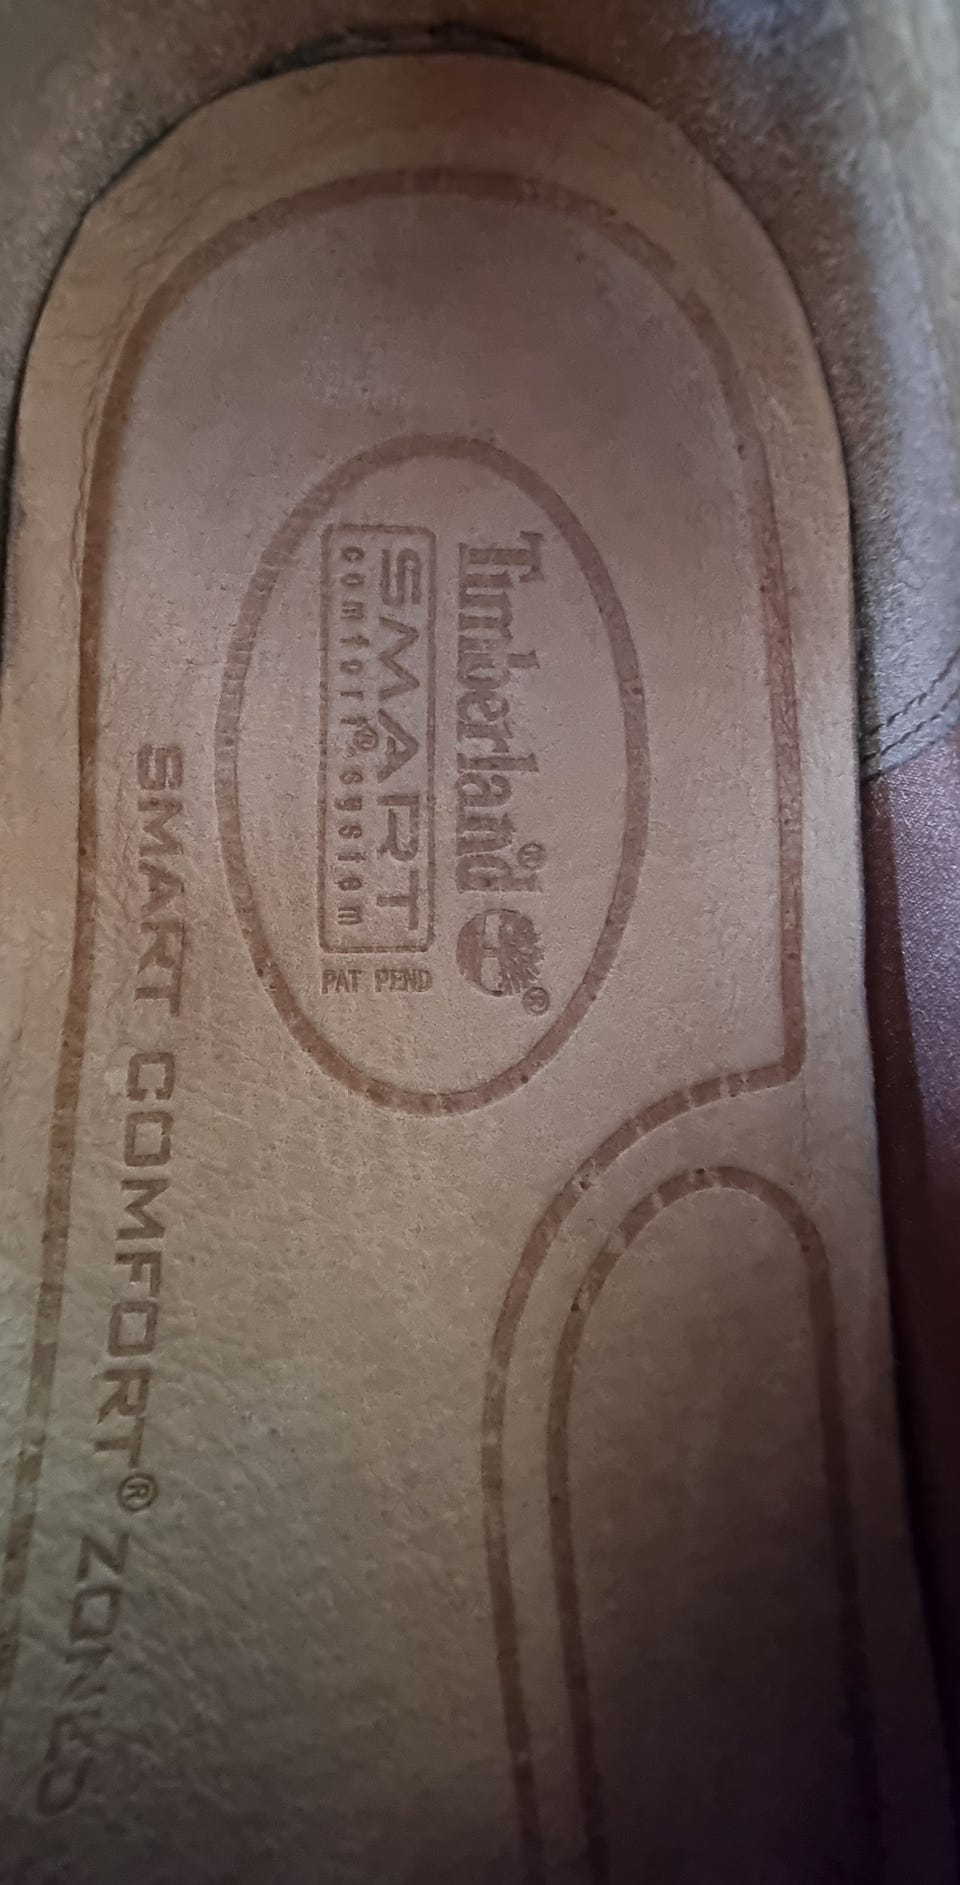 Timberland®
SMART
comfort® system
PAT PEND
SMART COMFORT® ZONES